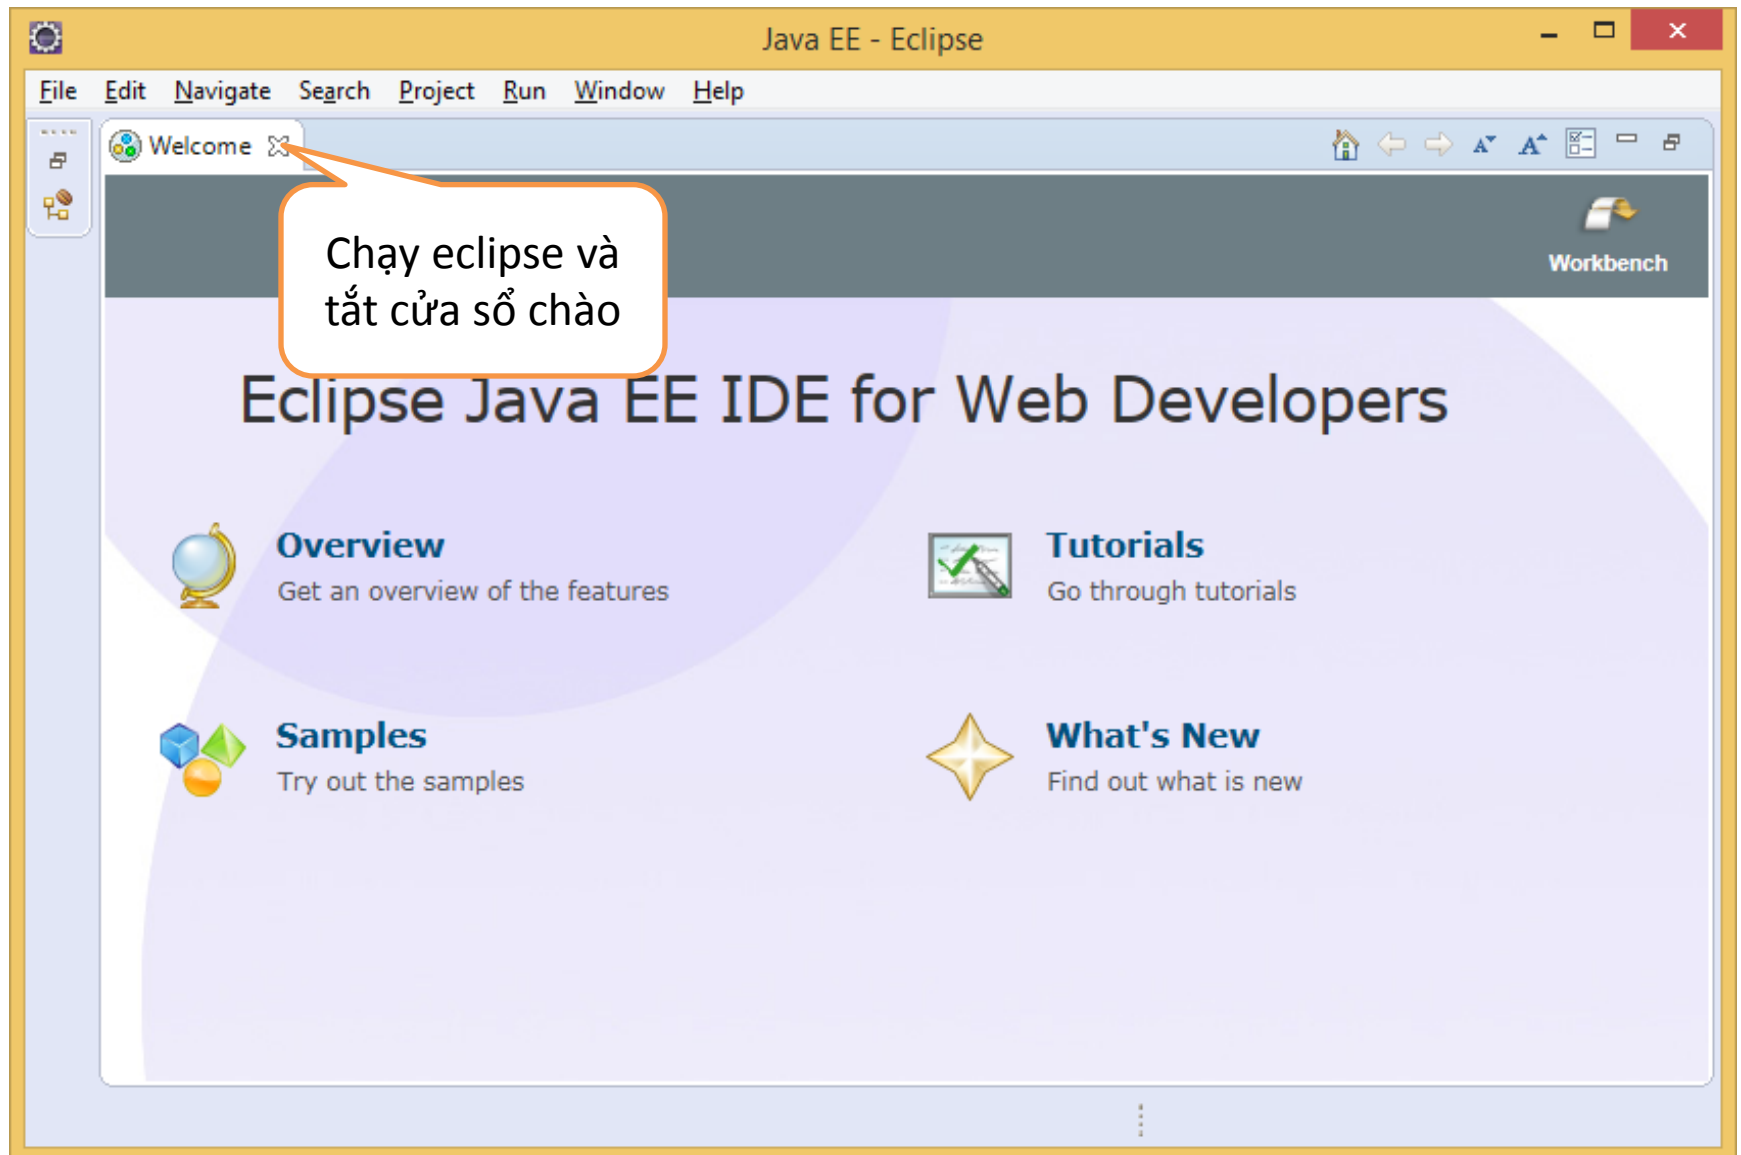 Java EE - Eclipse
File Edit Navigate Search Project Run Window Help
Welcome
Workbench
Chạy eclipse và
tắt cửa sổ chào
Eclipse Java EE IDE for Web Developers
Overview
Get an overview of the features
Tutorials
Go through tutorials
Samples
Try out the samples
What's New
Find out what is new